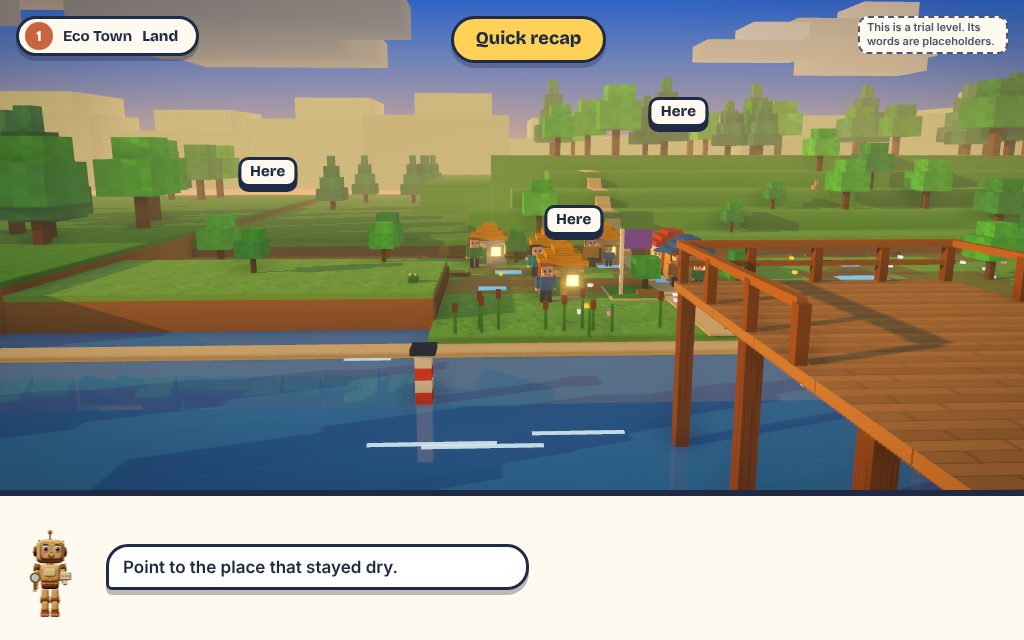 1 Eco Town Land
Quick recap
This is a trial level. Its
words are placeholders.
Here
Here
Here
Point to the place that stayed dry.